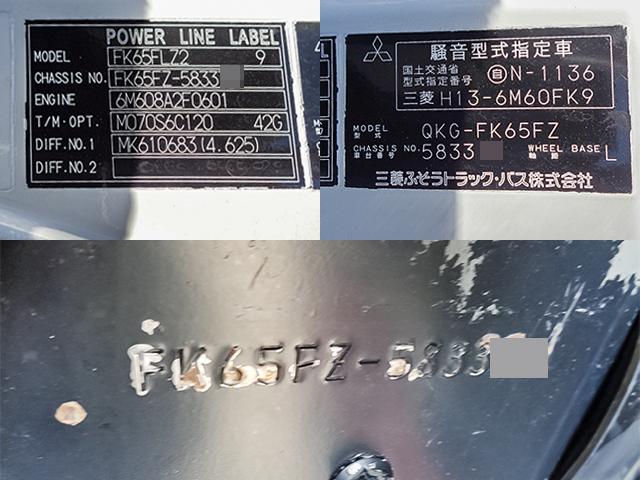 POWER LINE LABEL
MODEL FK65FLZ2 9
CHASSIS NO. FK65FZ-5833
ENGINE 6M608A2F0601
T/M·OPT. M070S6C120 42G
DIFF.NO.1 MK610683(4.625)
DIFF.NO.2
騒音型式指定車
国土交通省
型式指定番号 自N-1136
三菱 H13-6M60FK9
MODEL
型式 QKG-FK65FZ
CHASSIS NO. 5833 WHEEL BASE L
車台番号 軸距
三菱ふそうトラック·バス株式会社
FK65FZ-5833